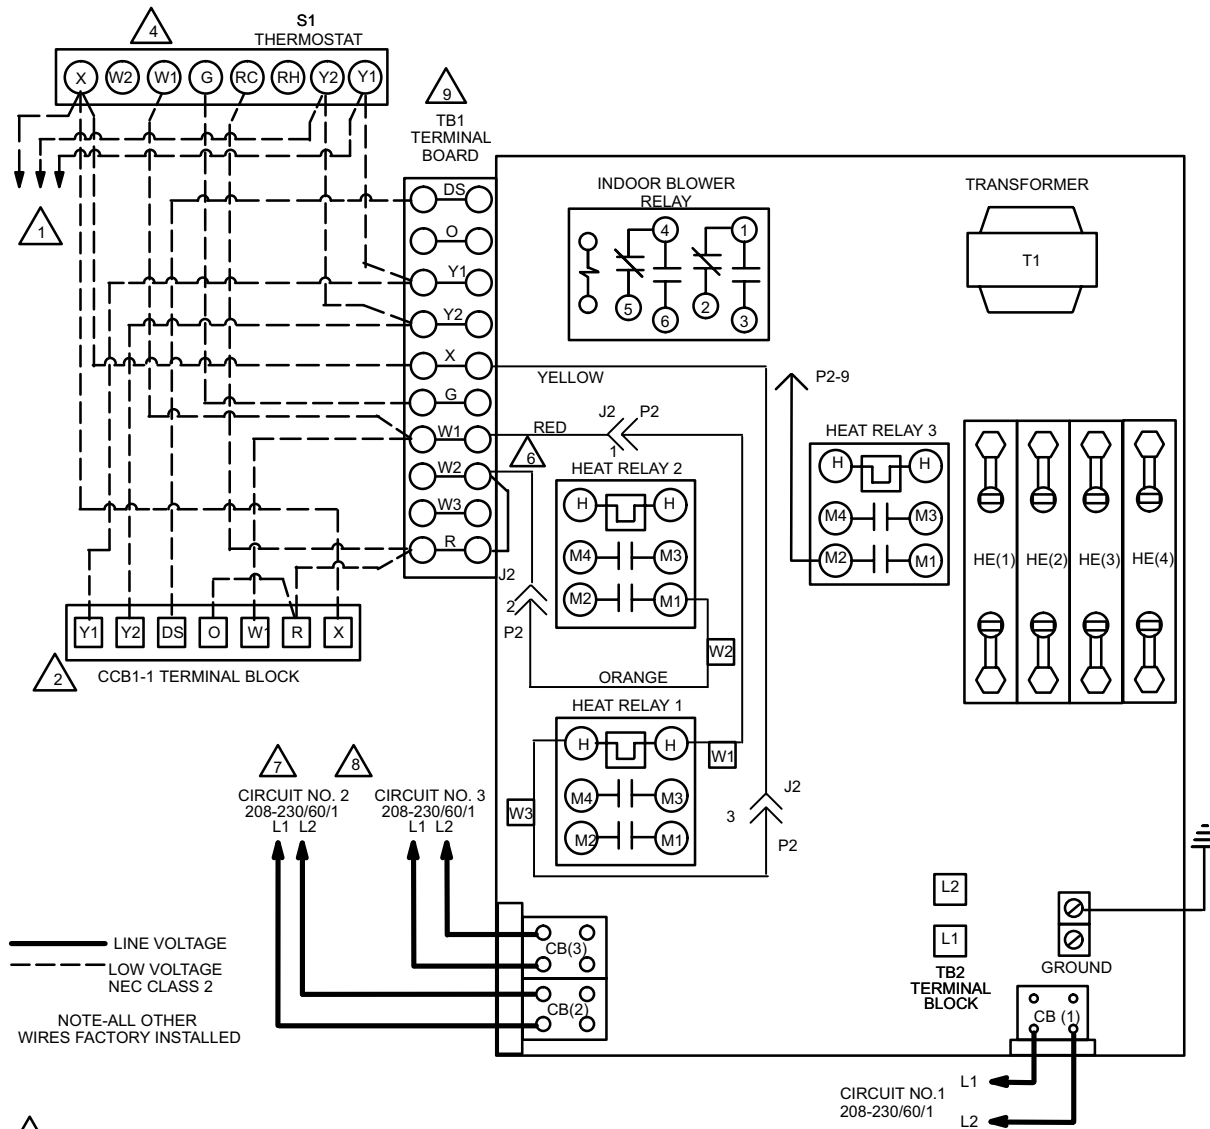 4
S1
THERMOSTAT
X W2 W1 G RC RH Y2 Y1
9
TB1
TERMINAL
BOARD
1
DS
O
Y1
Y2
X
G
W1
W2
W3
R
INDOOR BLOWER
RELAY
4 1
5 6 2 3
TRANSFORMER
T1
YELLOW
P2-9
RED
J2 P2
1
6
HEAT RELAY 2
H H
M4 M3
M2 M1
HEAT RELAY 3
H H
M4 M3
M2 M1
HE(1) HE(2) HE(3) HE(4)
J2
2
P2
W2
ORANGE
Y1 Y2 DS O W1 R X
2
CCB1-1 TERMINAL BLOCK
HEAT RELAY 1
H H
M4 M3
M2 M1
W1
W3
J2
3
P2
7
8
CIRCUIT NO. 2
208-230/60/1
L1 L2
CIRCUIT NO. 3
208-230/60/1
L1 L2
CB(3)
CB(2)
L2
L1
TB2
TERMINAL
BLOCK
GROUND
CB (1)
LINE VOLTAGE
LOW VOLTAGE
NEC CLASS 2
NOTE-ALL OTHER
WIRES FACTORY INSTALLED
CIRCUIT NO.1
208-230/60/1
L1
L2